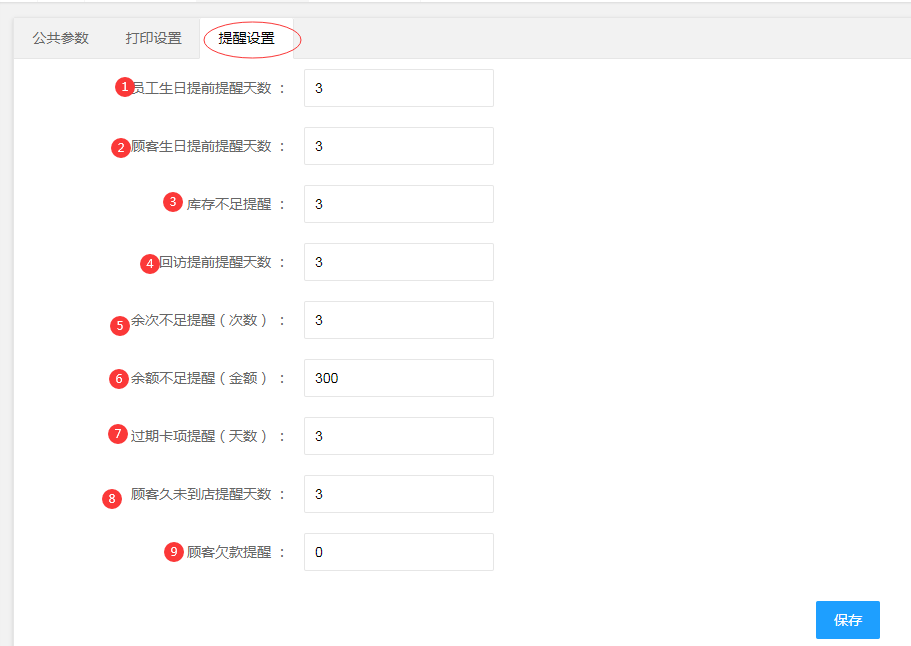 公共参数 打印设置 提醒设置
1 员工生日提前提醒天数 ： 3
2 顾客生日提前提醒天数 ： 3
3 库存不足提醒 ： 3
4 回访提前提醒天数 ： 3
5 余次不足提醒（次数） ： 3
6 余额不足提醒（金额） ： 300
7 过期卡项提醒（天数） ： 3
8 顾客久未到店提醒天数 ： 3
9 顾客欠款提醒 ： 0
保存